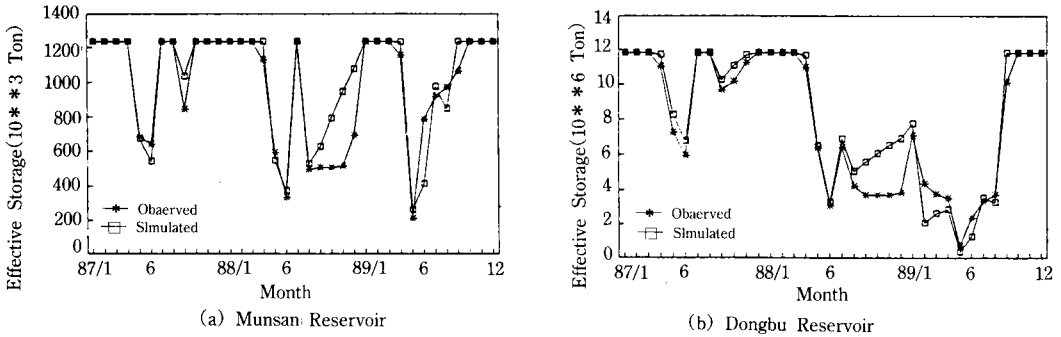 Effective Storage(10**3 Ton)
1400
1200
1000
800
600
400
200
0
Obaerved
SImulated
87/1 6 88/1 6 89/1 6 12
Month
(a) Munsan Reservoir
Effective Storage(10**6 Ton)
14
12
10
8
6
4
2
0
Obaerved
SImulated
87/1 6 88/1 6 89/1 6 12
Month
(b) Dongbu Reservoir